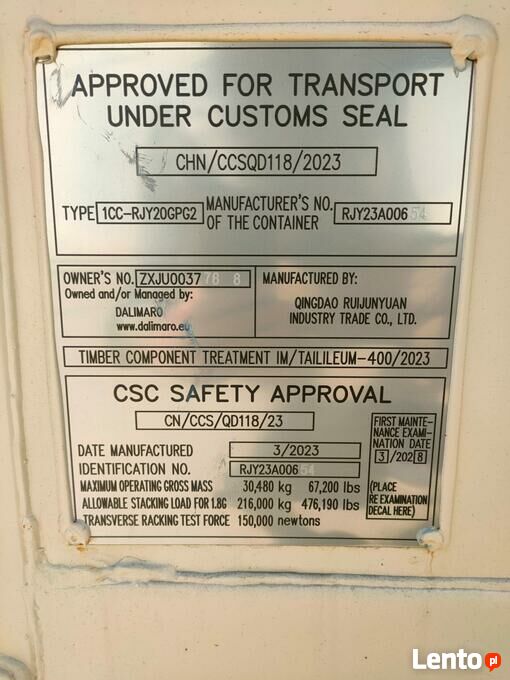 APPROVED FOR TRANSPORT
UNDER CUSTOMS SEAL
CHN/CCSQD118/2023
TYPE 1CC-RJY20GPG2 MANUFACTURER'S NO. OF THE CONTAINER RJY23A00654
OWNER'S NO. ZXJU003778 8
Owned and/or Managed by:
DALIMARO
www.dalimaro.eu
MANUFACTURED BY:
QINGDAO RUIJUNYUAN
INDUSTRY TRADE CO., LTD.
TIMBER COMPONENT TREATMENT IM/TAILILEUM-400/2023
CSC SAFETY APPROVAL
CN/CCS/QD118/23
DATE MANUFACTURED 3/2023
IDENTIFICATION NO. RJY23A00654
MAXIMUM OPERATING GROSS MASS 30,480 kg 67,200 lbs
ALLOWABLE STACKING LOAD FOR 1.8G 216,000 kg 476,190 lbs
TRANSVERSE RACKING TEST FORCE 150,000 newtons
FIRST MAINTE-
NANCE EXAMI-
NATION DATE
3/2028
(PLACE
RE EXAMINATION
DECAL HERE)
Lento pl